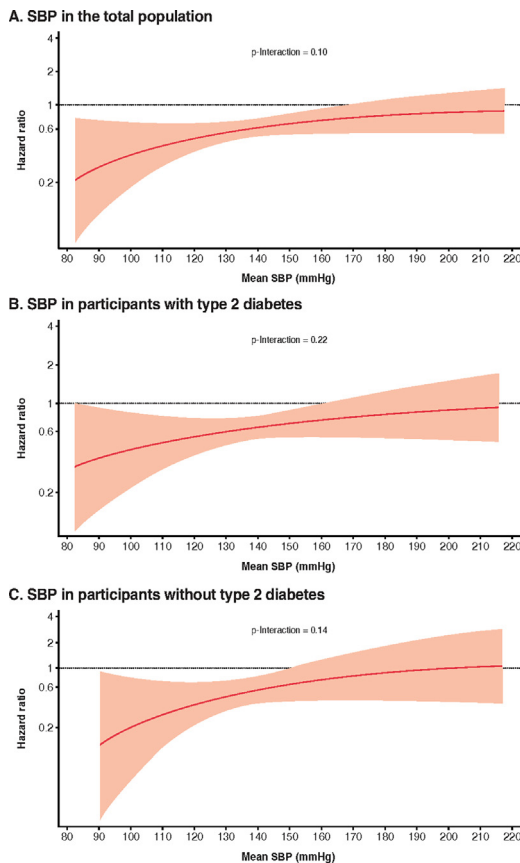 A. SBP in the total population
p-Interaction = 0.10
4
2
1
0.6
0.2
Hazard ratio
80 90 100 110 120 130 140 150 160 170 180 190 200 210 220
Mean SBP (mmHg)
B. SBP in participants with type 2 diabetes
p-Interaction = 0.22
4
2
1
0.6
0.2
Hazard ratio
80 90 100 110 120 130 140 150 160 170 180 190 200 210 220
Mean SBP (mmHg)
C. SBP in participants without type 2 diabetes
p-Interaction = 0.14
4
2
1
0.6
0.2
Hazard ratio
80 90 100 110 120 130 140 150 160 170 180 190 200 210 220
Mean SBP (mmHg)